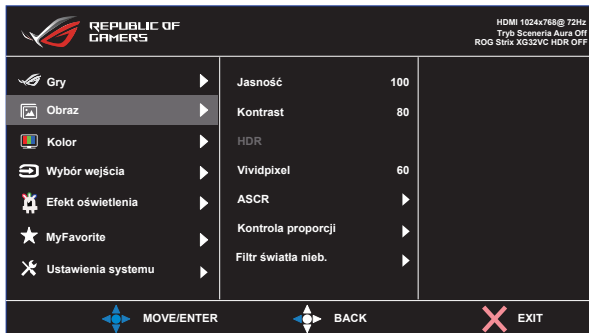 REPUBLIC OF
GAMERS
HDMI 1024x768@ 72Hz
Tryb Sceneria Aura Off
ROG Strix XG32VC HDR OFF
Gry
Obraz
Kolor
Wybór wejścia
Efekt oświetlenia
MyFavorite
Ustawienia systemu
Jasność 100
Kontrast 80
HDR
Vividpixel 60
ASCR
Kontrola proporcji
Filtr światła nieb.
MOVE/ENTER BACK EXIT